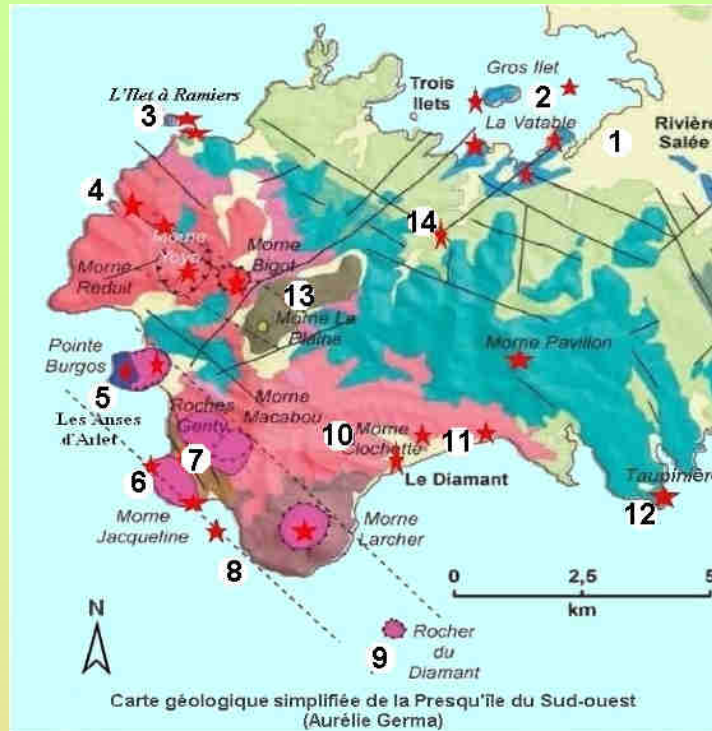 L'Ilet à Ramiers
3
Trois
Ilets
Gros Ilet
2
La Vatable
1
Rivière
Salée
4
14
Morne
Réduit
Morne
Bigot
13
Morne La
Plaine
Pointe
Burgos
5
Les Anses
d'Arlet
Morne Pavillon
Roches
Genty
Morne
Macabou
10
Morne
Clochette
11
7
6
Le Diamant
Taupinière
12
Morne
Jacqueline
8
Morne
Larcher
0
2,5
5
km
N
9
Rocher
du
Diamant
Carte géologique simplifiée de la Presqu'île du Sud-ouest
(Aurélie Germa)